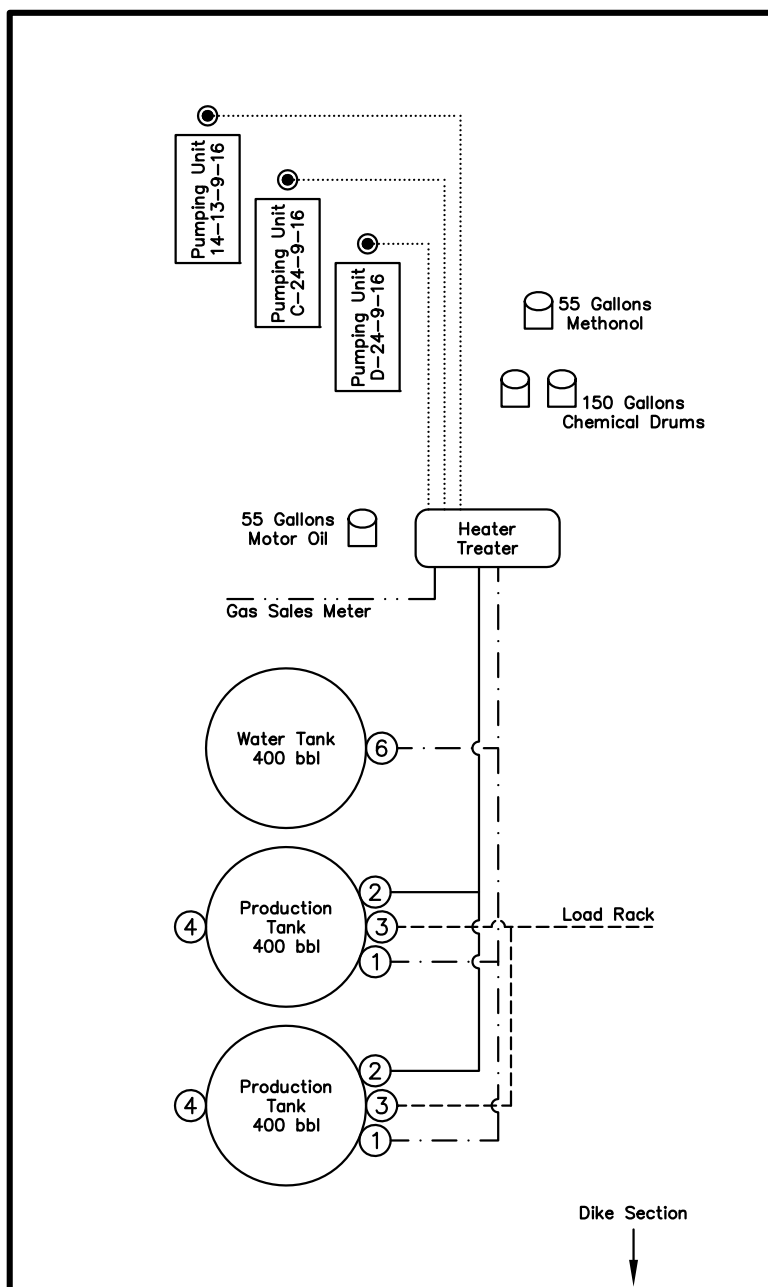 Pumping Unit
14-13-9-16
Pumping Unit
C-24-9-16
Pumping Unit
D-24-9-16
55 Gallons
Methonol
150 Gallons
Chemical Drums
55 Gallons
Motor Oil
Heater
Treater
Gas Sales Meter
Water Tank
400 bbl
6
2
Production
Tank
400 bbl
4
3
Load Rack
1
2
Production
Tank
400 bbl
4
3
1
Dike Section